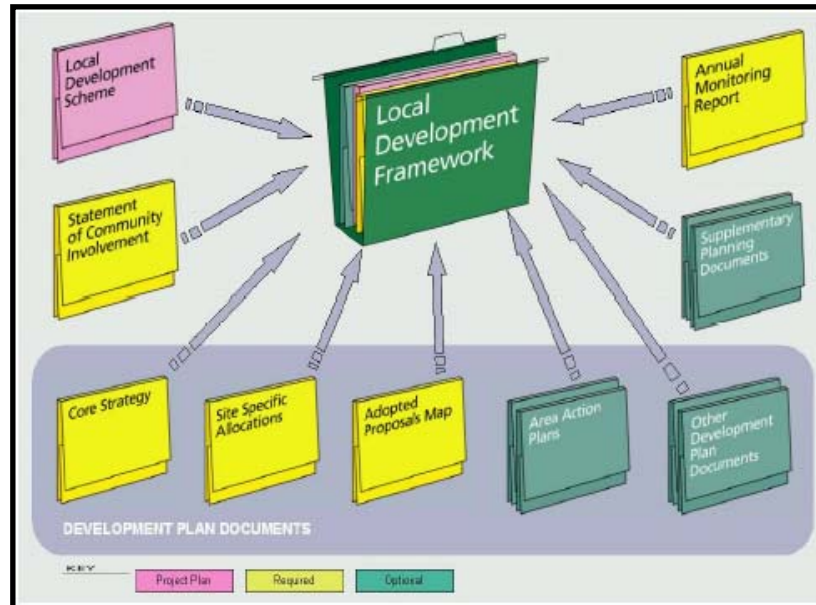 Local
Development
Scheme
Local
Development
Framework
Annual
Monitoring
Report
Statement
of Community
Involvement
Supplementary
Planning
Documents
Core Strategy
Site Specific
Allocations
Adopted
Proposals Map
Area Action
Plans
Other
Development
Plan
Documents
DEVELOPMENT PLAN DOCUMENTS
KEY
Project Plan
Required
Optional